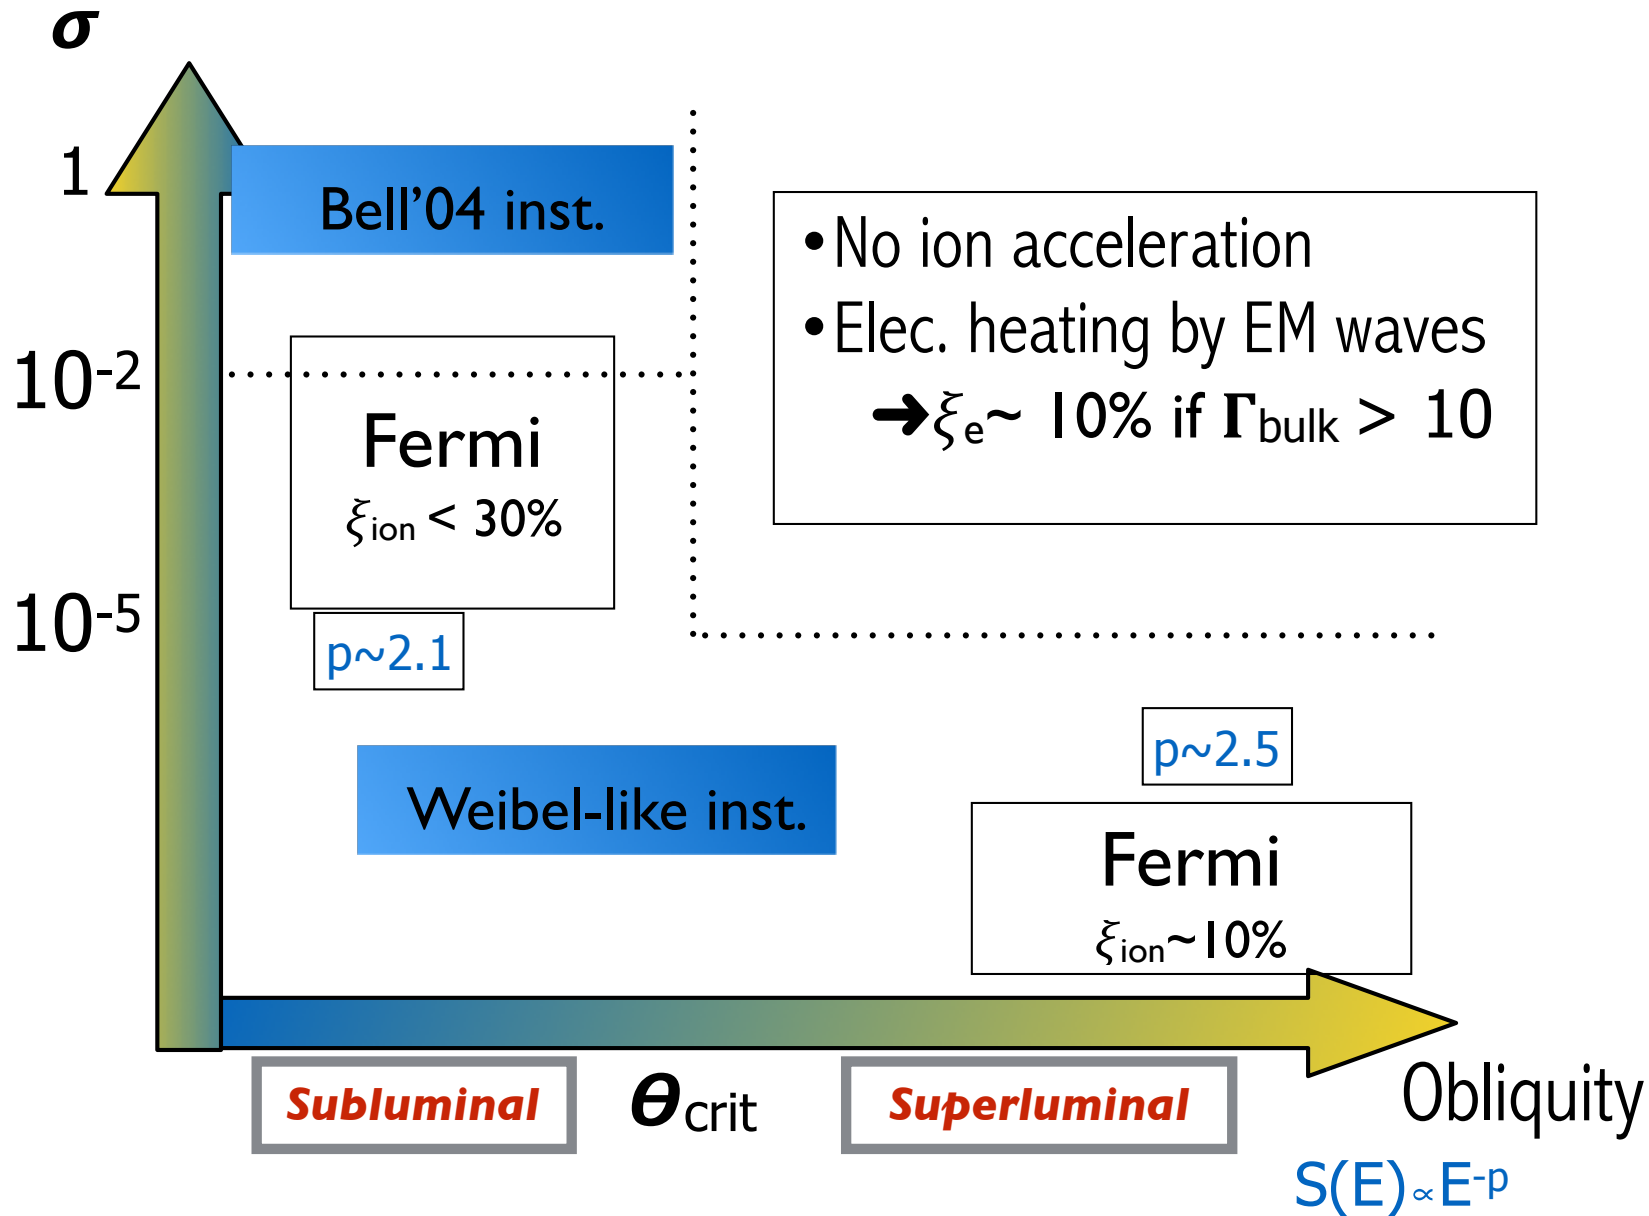 σ
1
Bell’04 inst.
•No ion acceleration
•Elec. heating by EM waves
➜ξe~ 10% if Γbulk > 10
10-2
Fermi
ξion < 30%
10-5
p~2.1
p~2.5
Weibel-like inst.
Fermi
ξion~10%
Subluminal
θcrit
Superluminal
Obliquity
S(E)∝E-p